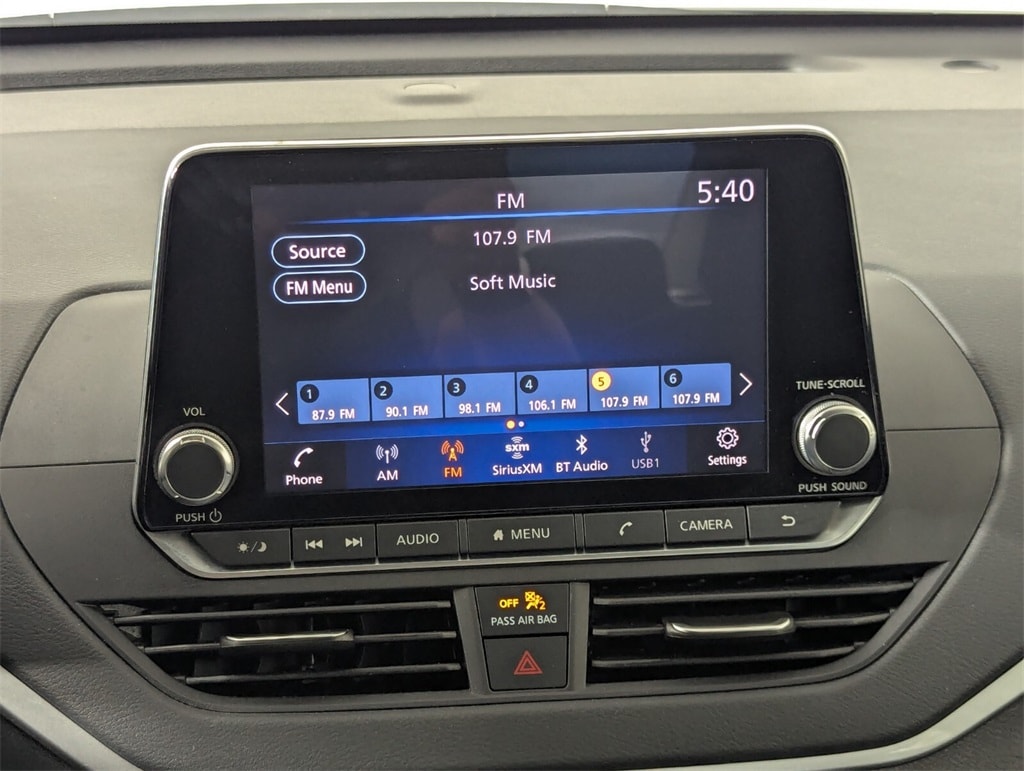 FM
5:40
107.9 FM
Source
FM Menu
Soft Music
1
87.9 FM
2
90.1 FM
3
98.1 FM
4
106.1 FM
5
107.9 FM
6
107.9 FM
Phone
AM
FM
sxm
SiriusXM
BT Audio
USB1
Settings
VOL
PUSH
TUNE·SCROLL
PUSH SOUND
AUDIO
MENU
CAMERA
OFF 2
PASS AIR BAG